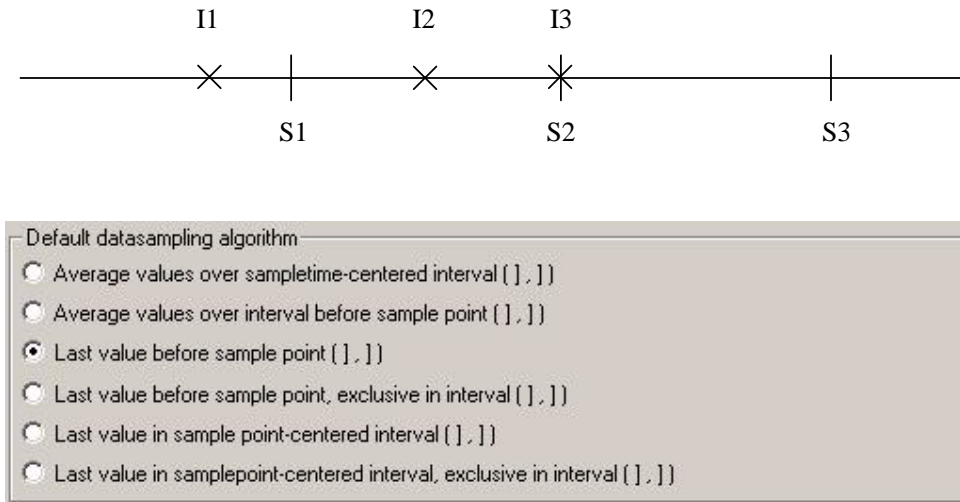 I1 I2 I3
S1 S2 S3
Default datasampling algorithm
Average values over sampletime-centered interval ( ] , ] )
Average values over interval before sample point ( ] , ] )
Last value before sample point ( ] , ] )
Last value before sample point, exclusive in interval ( ] , ] )
Last value in sample point-centered interval ( ] , ] )
Last value in samplepoint-centered interval, exclusive in interval ( ] , ] )